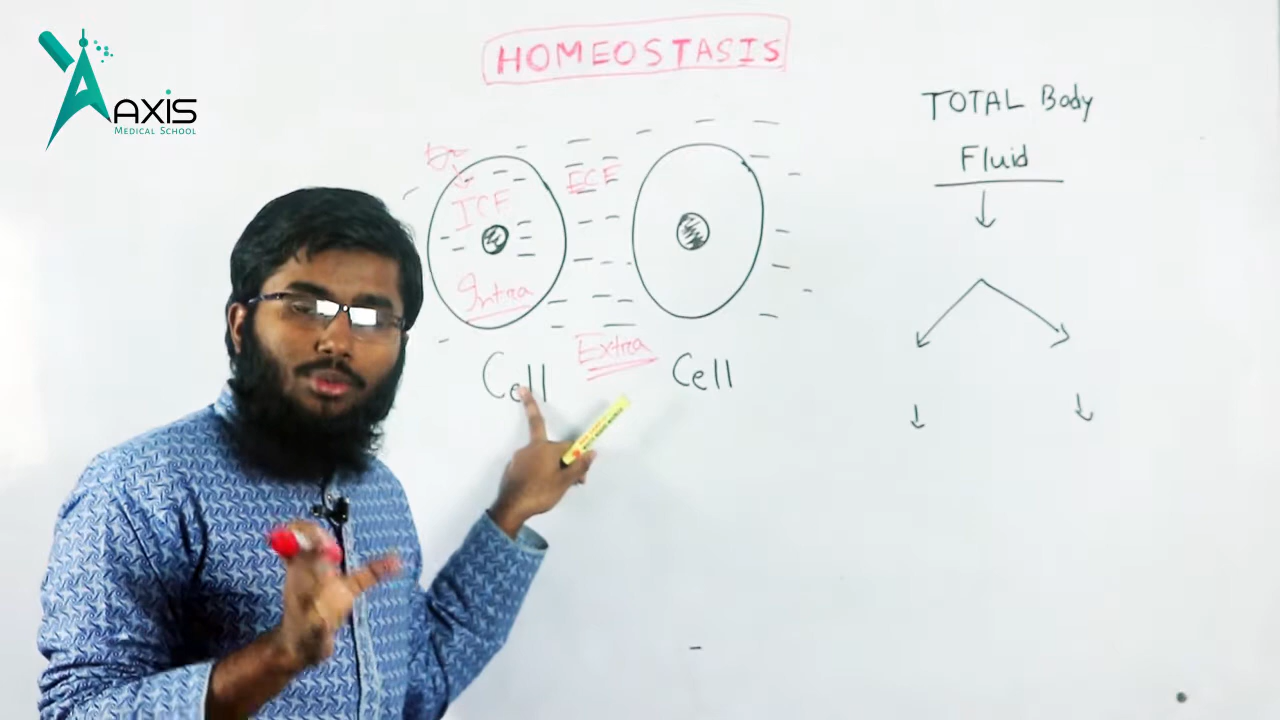 AXIS
MEDICAL SCHOOL
HOMEOSTASIS
TOTAL Body
Fluid
ICF
ECF
Intra
Extra
Cell
Cell